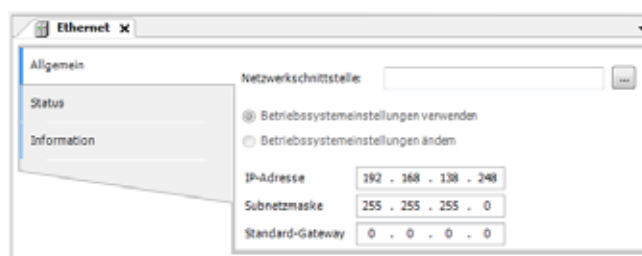 Ethernet
Allgemein
Status
Information
Netzwerkschnittstelle:
...
Betriebssystemeinstellungen verwenden
Betriebssystemeinstellungen ändern
IP-Adresse 192 . 168 . 138 . 248
Subnetzmaske 255 . 255 . 255 . 0
Standard-Gateway 0 . 0 . 0 . 0